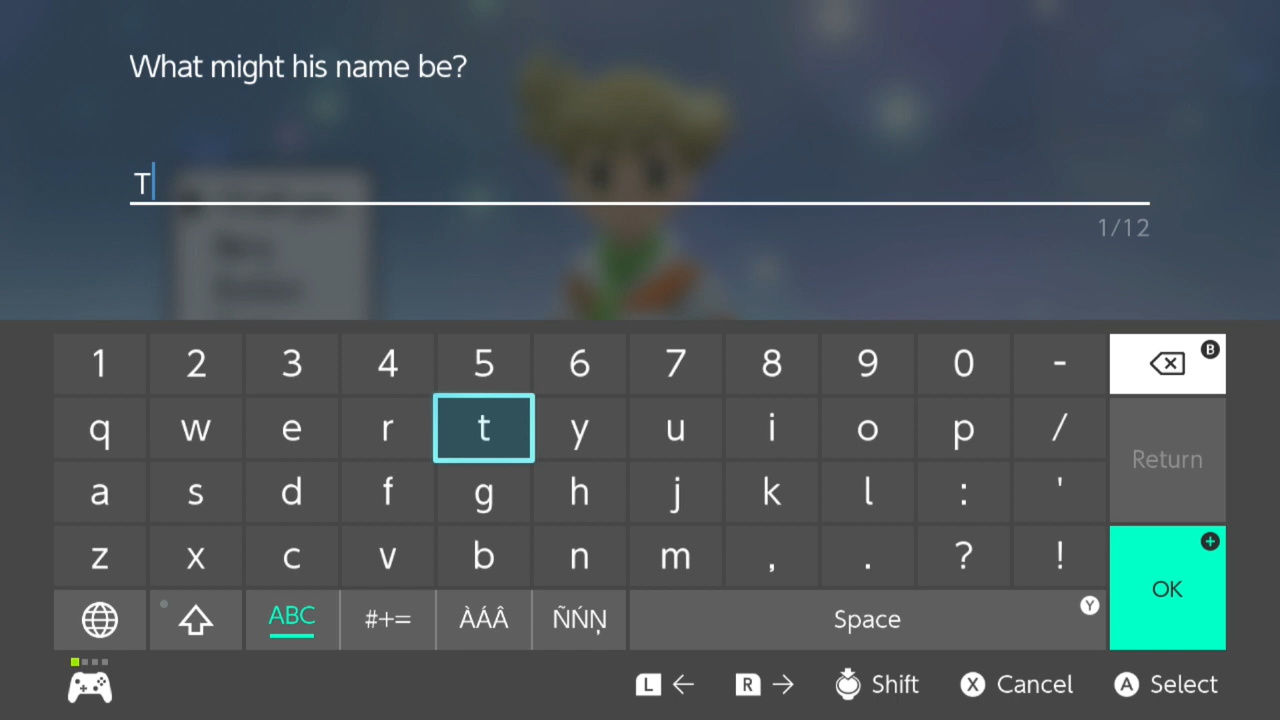 What might his name be?
T
1/12
1 2 3 4 5 6 7 8 9 0 -
q w e r t y u i o p /
Return
a s d f g h j k l : '
z x c v b n m , . ? !
OK
ABC #+= ÀÁÂ ÑŃŅ Space
B
+
Y
L ← R → Shift X Cancel A Select